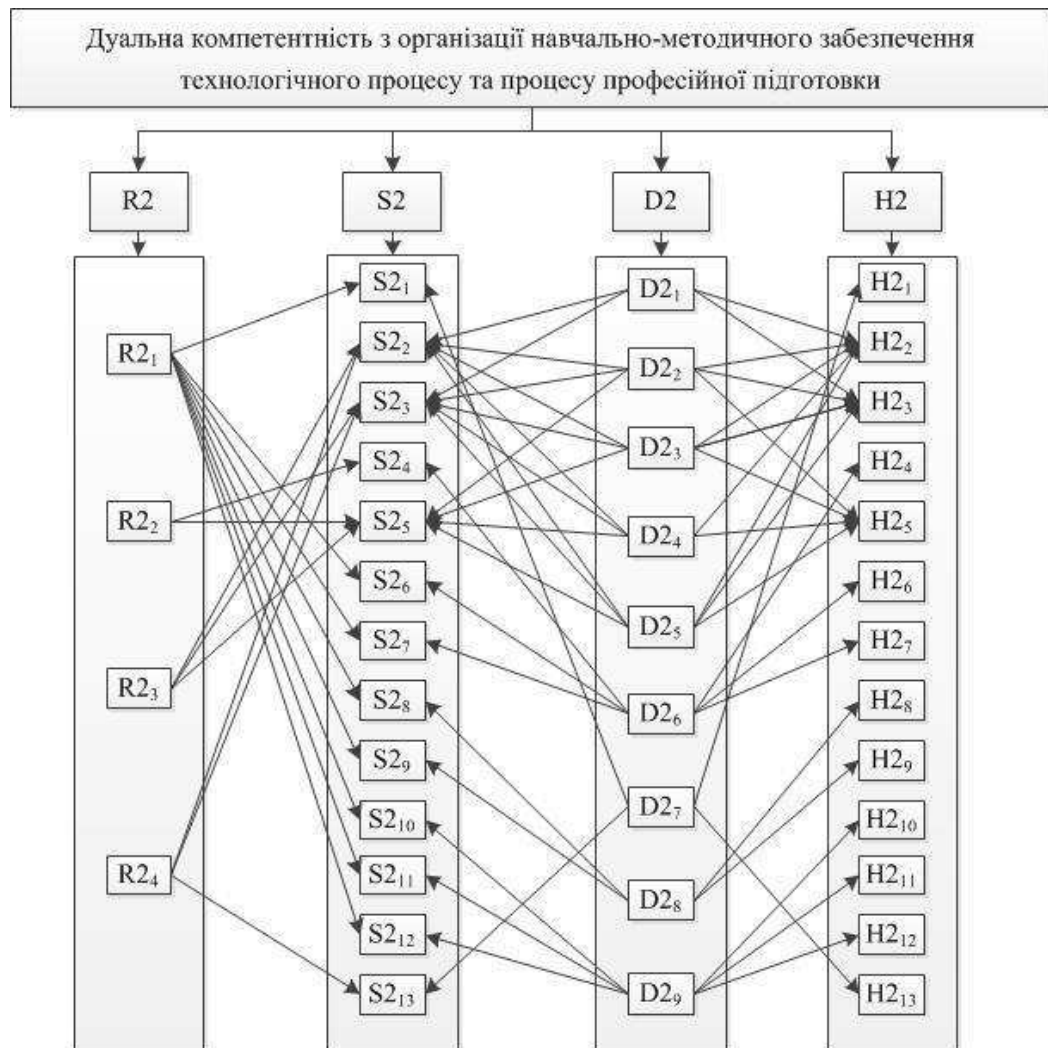 Дуальна компетентність з організації навчально-методичного забезпечення
технологічного процесу та процесу професійної підготовки
R2
S2
D2
H2
R2₁
R2₂
R2₃
R2₄
S2₁
S2₂
S2₃
S2₄
S2₅
S2₆
S2₇
S2₈
S2₉
S2₁₀
S2₁₁
S2₁₂
S2₁₃
D2₁
D2₂
D2₃
D2₄
D2₅
D2₆
D2₇
D2₈
D2₉
H2₁
H2₂
H2₃
H2₄
H2₅
H2₆
H2₇
H2₈
H2₉
H2₁₀
H2₁₁
H2₁₂
H2₁₃